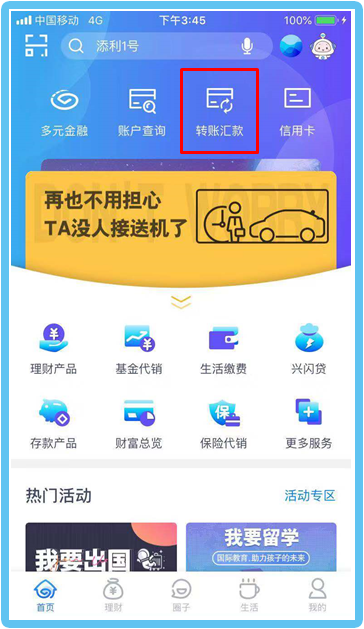 中国移动 4G 下午3:45 100%
添利1号
多元金融 账户查询 转账汇款 信用卡
再也不用担心
TA没人接送机了
理财产品 基金代销 生活缴费 兴闪贷
存款产品 财富总览 保险代销 更多服务
热门活动 活动专区
我要出国 我要留学
国际教育,助力孩子的未来
首页 理财 圈子 生活 我的